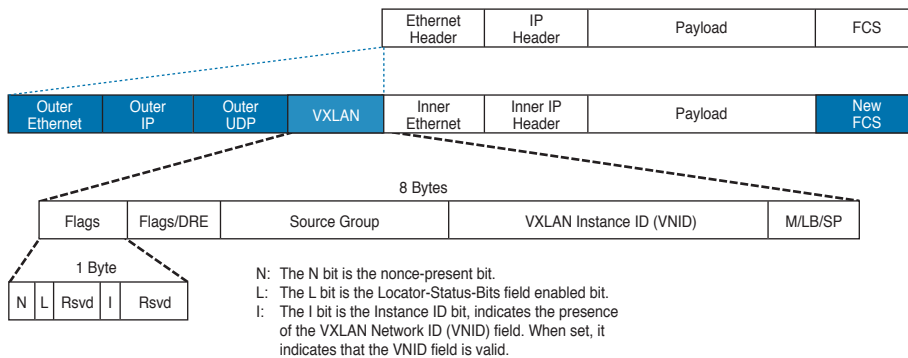 Ethernet
Header
IP
Header
Payload
FCS
Outer
Ethernet
Outer
IP
Outer
UDP
VXLAN
Inner
Ethernet
Inner IP
Header
Payload
New
FCS
8 Bytes
Flags
Flags/DRE
Source Group
VXLAN Instance ID (VNID)
M/LB/SP
1 Byte
N
L
Rsvd
I
Rsvd
N: The N bit is the nonce-present bit.
L: The L bit is the Locator-Status-Bits field enabled bit.
I: The I bit is the Instance ID bit, indicates the presence
of the VXLAN Network ID (VNID) field. When set, it
indicates that the VNID field is valid.